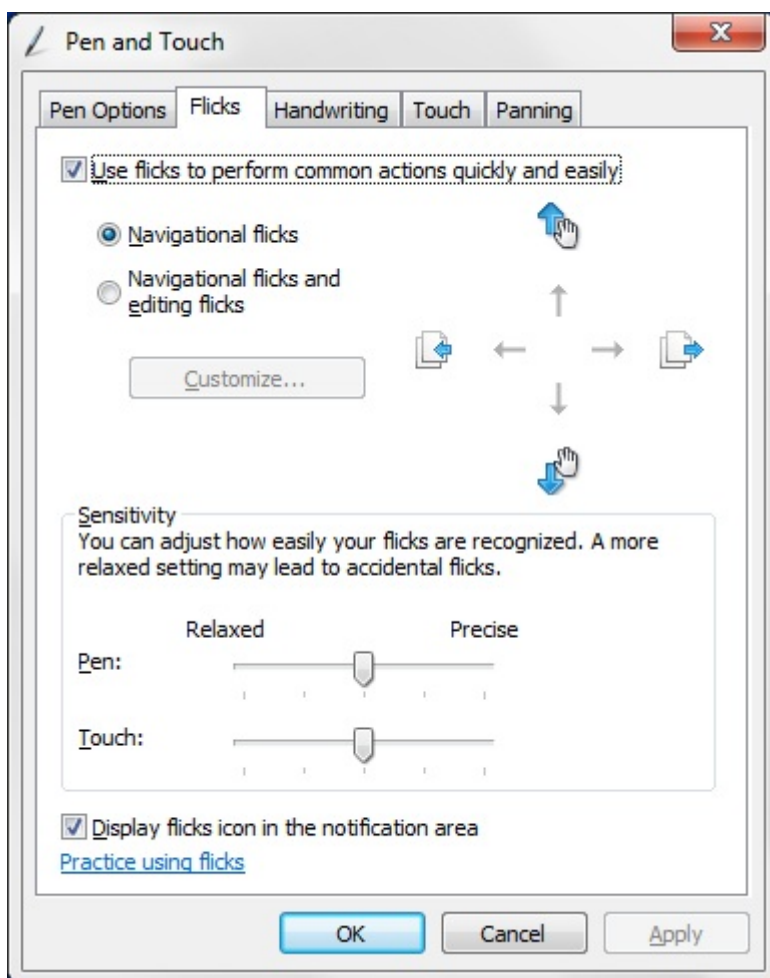 Pen and Touch
Pen Options Flicks Handwriting Touch Panning
Use flicks to perform common actions quickly and easily
Navigational flicks
Navigational flicks and
editing flicks
Customize...
Sensitivity
You can adjust how easily your flicks are recognized. A more
relaxed setting may lead to accidental flicks.
Relaxed Precise
Pen:
Touch:
Display flicks icon in the notification area
Practice using flicks
OK Cancel Apply